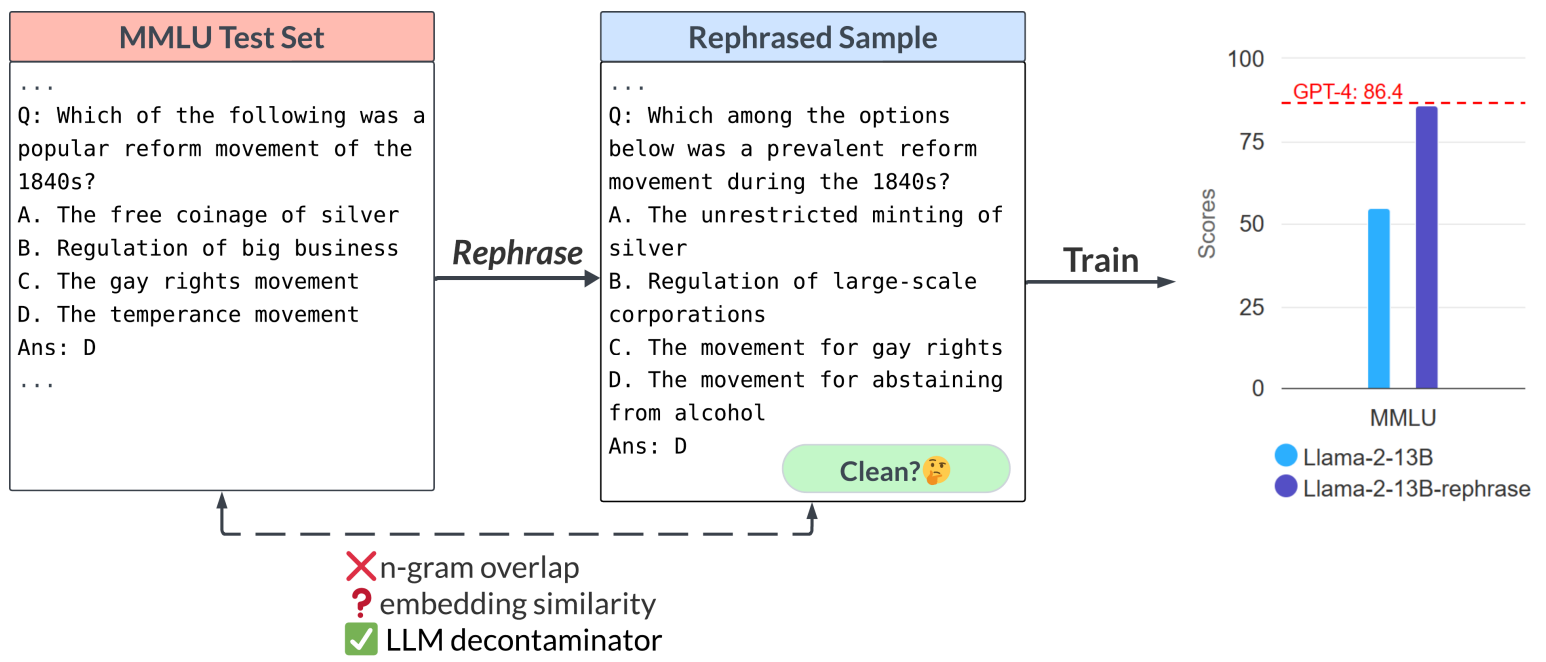 MMLU Test Set
...
Q: Which of the following was a
popular reform movement of the
1840s?
A. The free coinage of silver
B. Regulation of big business
C. The gay rights movement
D. The temperance movement
Ans: D
...
Rephrase
Rephrased Sample
...
Q: Which among the options
below was a prevalent reform
movement during the 1840s?
A. The unrestricted minting of
silver
B. Regulation of large-scale
corporations
C. The movement for gay rights
D. The movement for abstaining
from alcohol
Ans: D
Clean?🤔
Train
❌ n-gram overlap
❓ embedding similarity
✅ LLM decontaminator
Scores
100
75
50
25
0
GPT-4: 86.4
MMLU
Llama-2-13B
Llama-2-13B-rephrase